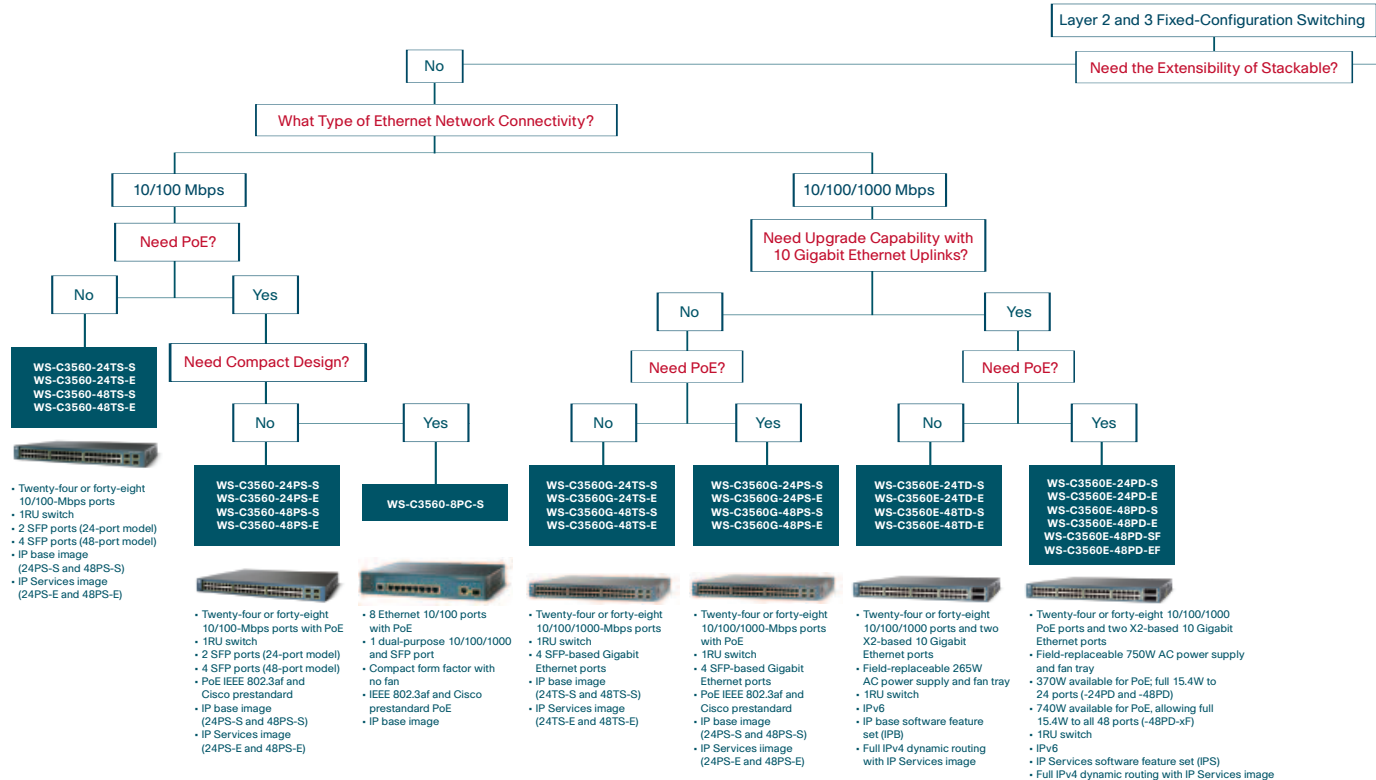 Layer 2 and 3 Fixed-Configuration Switching
Need the Extensibility of Stackable?
No
What Type of Ethernet Network Connectivity?
10/100 Mbps
10/100/1000 Mbps
Need PoE?
Need Upgrade Capability with
10 Gigabit Ethernet Uplinks?
No
Yes
No
Yes
WS-C3560-24TS-S
WS-C3560-24TS-E
WS-C3560-48TS-S
WS-C3560-48TS-E
Need Compact Design?
Need PoE?
Need PoE?
No
Yes
No
Yes
No
Yes
• Twenty-four or forty-eight
10/100-Mbps ports
• 1RU switch
• 2 SFP ports (24-port model)
• 4 SFP ports (48-port model)
• IP base image
(24PS-S and 48PS-S)
• IP Services image
(24PS-E and 48PS-E)
WS-C3560-24PS-S
WS-C3560-24PS-E
WS-C3560-48PS-S
WS-C3560-48PS-E
WS-C3560-8PC-S
WS-C3560G-24TS-S
WS-C3560G-24TS-E
WS-C3560G-48TS-S
WS-C3560G-48TS-E
WS-C3560G-24PS-S
WS-C3560G-24PS-E
WS-C3560G-48PS-S
WS-C3560G-48PS-E
WS-C3560E-24TD-S
WS-C3560E-24TD-E
WS-C3560E-48TD-S
WS-C3560E-48TD-E
WS-C3560E-24PD-S
WS-C3560E-24PD-E
WS-C3560E-48PD-S
WS-C3560E-48PD-E
WS-C3560E-48PD-SF
WS-C3560E-48PD-EF
• Twenty-four or forty-eight
10/100-Mbps ports with PoE
• 1RU switch
• 2 SFP ports (24-port model)
• 4 SFP ports (48-port model)
• PoE IEEE 802.3af and
Cisco prestandard
• IP base image
(24PS-S and 48PS-S)
• IP Services image
(24PS-E and 48PS-E)
• 8 Ethernet 10/100 ports
with PoE
• 1 dual-purpose 10/100/1000
and SFP port
• Compact form factor with
no fan
• IEEE 802.3af and Cisco
prestandard PoE
• IP base image
• Twenty-four or forty-eight
10/100/1000-Mbps ports
• 1RU switch
• 4 SFP-based Gigabit
Ethernet ports
• IP base image
(24TS-S and 48TS-S)
• IP Services image
(24TS-E and 48TS-E)
• Twenty-four or forty-eight
10/100/1000-Mbps ports
with PoE
• 1RU switch
• 4 SFP-based Gigabit
Ethernet ports
• PoE IEEE 802.3af and
Cisco prestandard
• IP base image
(24PS-S and 48PS-S)
• IP Services iimage
(24PS-E and 48PS-E)
• Twenty-four or forty-eight
10/100/1000 ports and two
X2-based 10 Gigabit
Ethernet ports
• Field-replaceable 265W
AC power supply and fan tray
• 1RU switch
• IPv6
• IP base software feature
set (IPB)
• Full IPv4 dynamic routing
with IP Services image
• Twenty-four or forty-eight 10/100/1000
PoE ports and two X2-based 10 Gigabit
Ethernet ports
• Field-replaceable 750W AC power supply
and fan tray
• 370W available for PoE; full 15.4W to
24 ports (-24PD and -48PD)
• 740W available for PoE, allowing full
15.4W to all 48 ports (-48PD-xF)
• 1RU switch
• IPv6
• IP Services software feature set (IPS)
• Full IPv4 dynamic routing with IP Services image